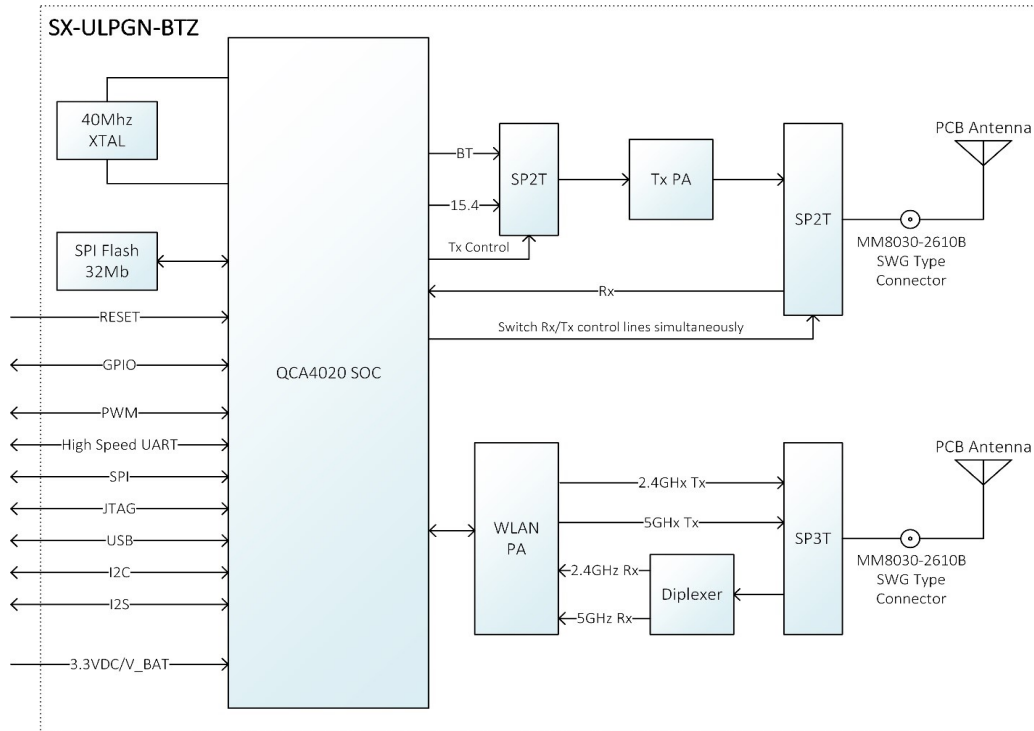 SX-ULPGN-BTZ
40Mhz
XTAL
SPI Flash
32Mb
RESET
GPIO
PWM
High Speed UART
SPI
JTAG
USB
I2C
I2S
3.3VDC/V_BAT
QCA4020 SOC
BT
15.4
Tx Control
SP2T
Tx PA
SP2T
Rx
Switch Rx/Tx control lines simultaneously
PCB Antenna
MM8030-2610B
SWG Type
Connector
WLAN
PA
2.4GHx Tx
5GHx Tx
2.4GHz Rx
5GHz Rx
Diplexer
SP3T
PCB Antenna
MM8030-2610B
SWG Type
Connector